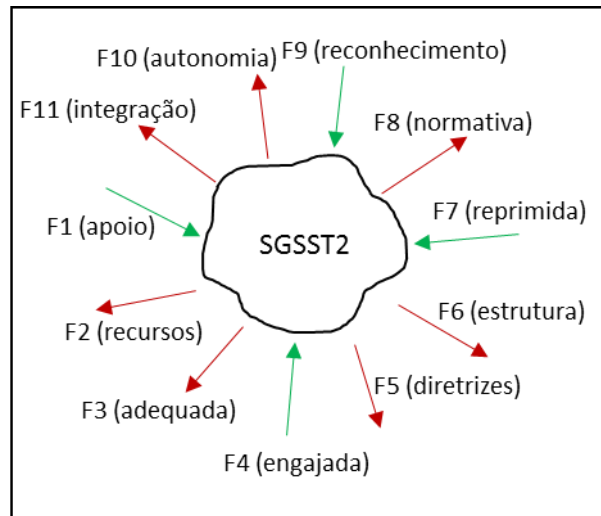 F10 (autonomia)
F9 (reconhecimento)
F11 (integração)
F8 (normativa)
F1 (apoio)
F7 (reprimida)
SGSST2
F2 (recursos)
F6 (estrutura)
F3 (adequada)
F5 (diretrizes)
F4 (engajada)